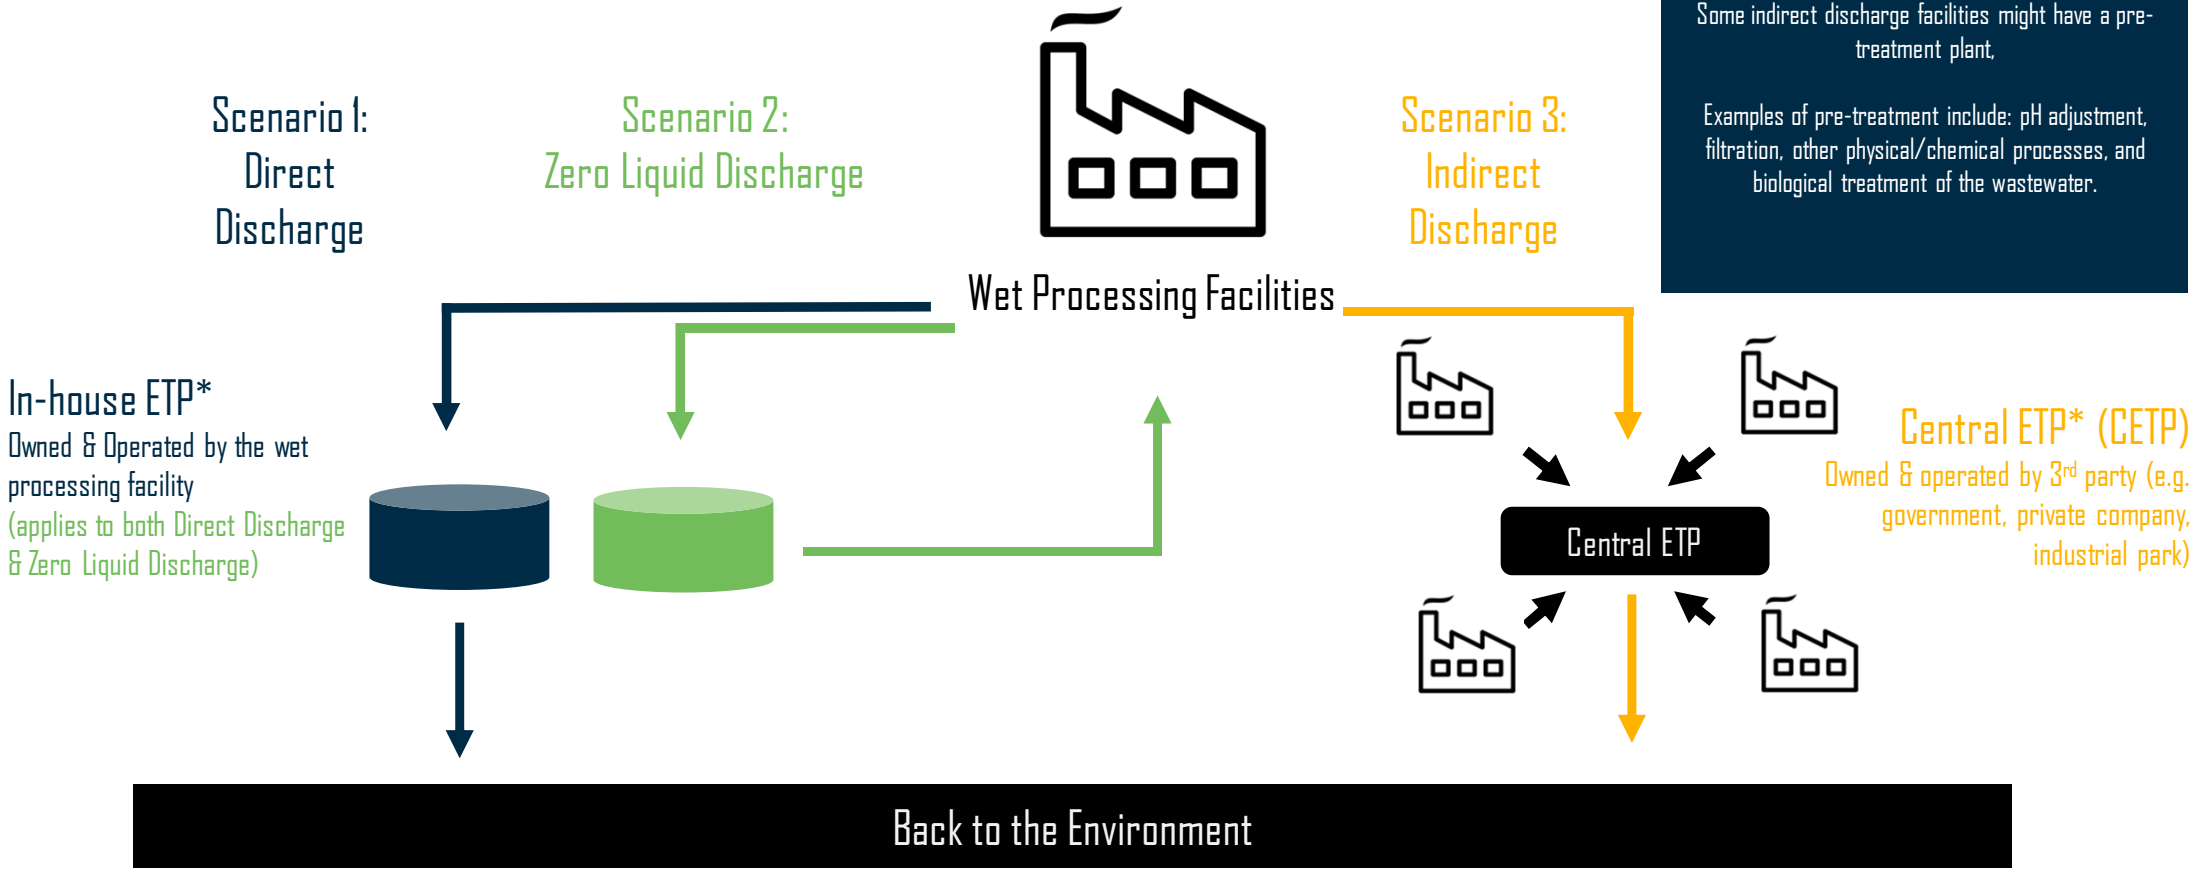 Some indirect discharge facilities might have a pre-
treatment plant,
Examples of pre-treatment include: pH adjustment,
filtration, other physical/chemical processes, and
biological treatment of the wastewater.
Scenario 1:
Direct
Discharge
Scenario 2:
Zero Liquid Discharge
Scenario 3:
Indirect
Discharge
Wet Processing Facilities
In-house ETP*
Owned & Operated by the wet
processing facility
(applies to both Direct Discharge
& Zero Liquid Discharge)
Central ETP* (CETP)
Owned & operated by 3rd party (e.g.
government, private company,
industrial park)
Central ETP
Back to the Environment